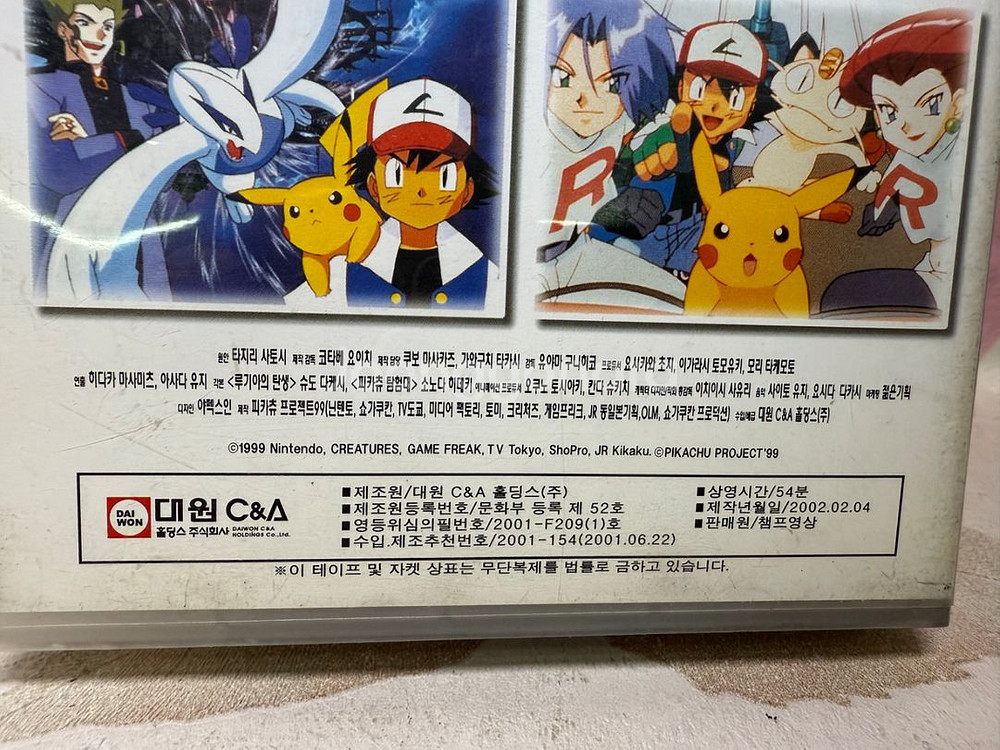 R
R
원안 타지리 사토시 제작 감독 코타베 요이치 제작 담당 쿠보 마사카즈, 가와구치 타카시 감독 유야마 구니히코 프로듀서 요시카와 쵸지, 이가라시 토모유키, 모리 타케모토
연출 히다카 마사미츠, 아사다 유지 각본 <루기아의 탄생> 슈도 다케시, <피카츄 탐험대> 소노다 히데키 애니메이션 프로듀서 오쿠노 토시아키, 칸다 슈키치 캐릭터 디자인/작화 총감독 이치이시 사유리 음악 사이토 유지, 요시다 다카시 마케팅 젊은기획
디자인 야핵스인 제작 피카츄 프로젝트99(닌텐토, 쇼가쿠칸, TV도쿄, 미디어 팩토리, 토미, 크리처즈, 게임프리크, JR 동일본기획,OLM, 쇼가쿠칸 프로덕션) 수입/배급 대원 C&A 홀딩스(주)
©1999 Nintendo, CREATURES, GAME FREAK, TV Tokyo, ShoPro, JR Kikaku. ©PIKACHU PROJECT'99
DAI WON
대원 C&A
홀딩스 주식회사 DAIWON C&A HOLDINGS Co.,Ltd.
■제조원/대원 C&A 홀딩스(주)
■제조원등록번호/문화부 등록 제 52호
■영등위심의필번호/2001-F209(1)호
■수입.제조추천번호/2001-154(2001.06.22)
■상영시간/54분
■제작년월일/2002.02.04
■판매원/챔프영상
※이 테이프 및 자켓 상표는 무단복제를 법률로 금하고 있습니다.